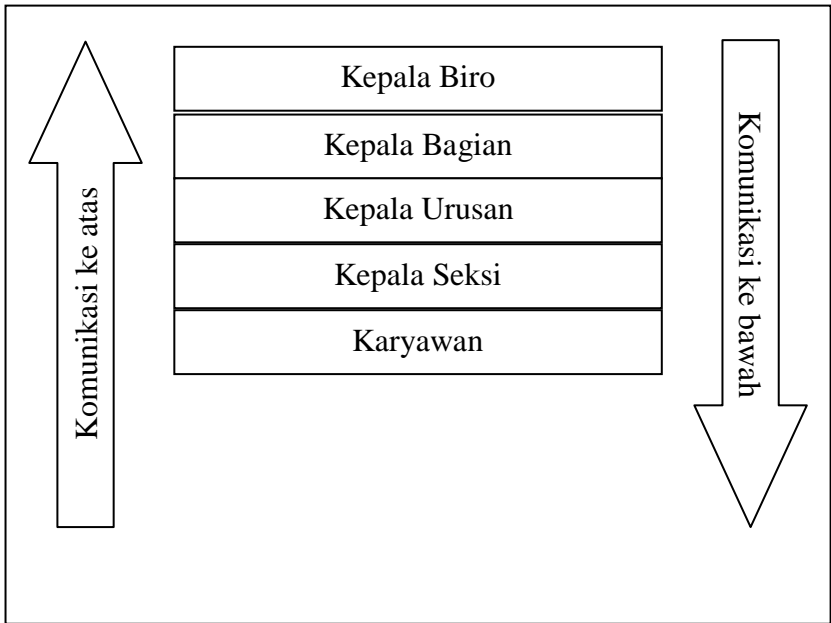 Komunikasi ke atas
Kepala Biro
Kepala Bagian
Kepala Urusan
Kepala Seksi
Karyawan
Komunikasi ke bawah